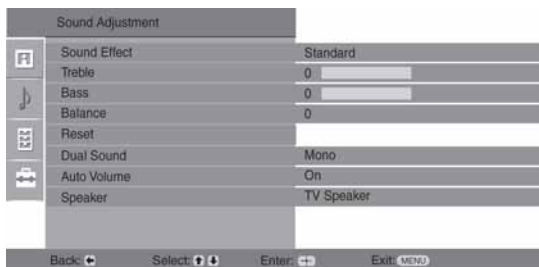 Sound Adjustment
Sound Effect Standard
Treble 0
Bass 0
Balance 0
Reset
Dual Sound Mono
Auto Volume On
Speaker TV Speaker
Back: Select: Enter: Exit: MENU